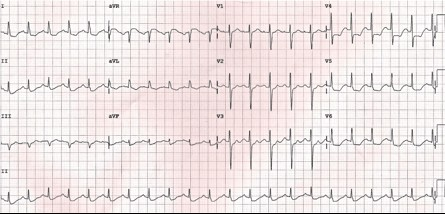 I aVR V1 V4
II aVL V2 V5
III aVF V3 V6
II